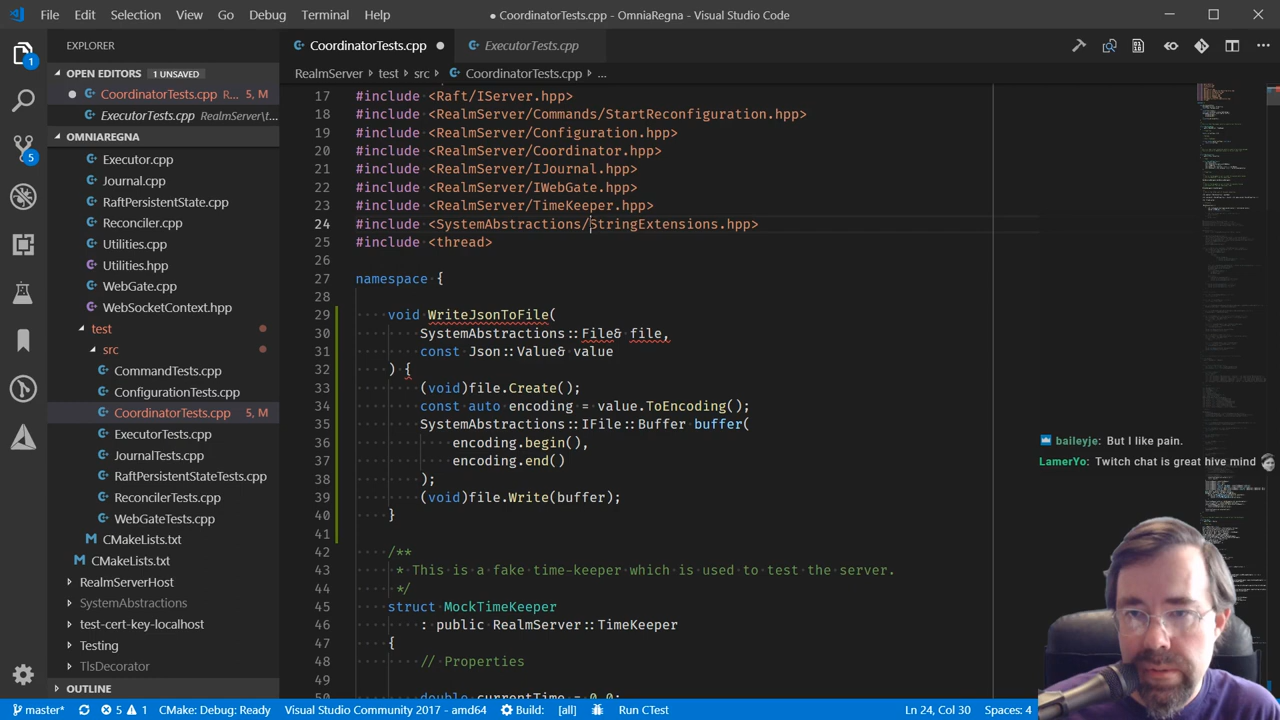 File Edit Selection View Go Debug Terminal Help
● CoordinatorTests.cpp - OmniaRegna - Visual Studio Code
EXPLORER
OPEN EDITORS 1 UNSAVED
CoordinatorTests.cpp R... 5, M
ExecutorTests.cpp RealmServer\t...
OMNIAREGNA
Executor.cpp
Journal.cpp
RaftPersistentState.cpp
Reconciler.cpp
Utilities.cpp
Utilities.hpp
WebGate.cpp
WebSocketContext.hpp
test
src
CommandTests.cpp
ConfigurationTests.cpp
CoordinatorTests.cpp 5, M
ExecutorTests.cpp
JournalTests.cpp
RaftPersistentStateTests.cpp
ReconcilerTests.cpp
WebGateTests.cpp
CMakeLists.txt
CMakeLists.txt
RealmServerHost
SystemAbstractions
test-cert-key-localhost
Testing
TlsDecorator
OUTLINE
CoordinatorTests.cpp ExecutorTests.cpp
RealmServer › test › src › CoordinatorTests.cpp › ...
17 #include <Raft/IServer.hpp>
18 #include <RealmServer/Commands/StartReconfiguration.hpp>
19 #include <RealmServer/Configuration.hpp>
20 #include <RealmServer/Coordinator.hpp>
21 #include <RealmServer/IJournal.hpp>
22 #include <RealmServer/IWebGate.hpp>
23 #include <RealmServer/TimeKeeper.hpp>
24 #include <SystemAbstractions/StringExtensions.hpp>
25 #include <thread>
26
27 namespace {
28
29 void WriteJsonToFile(
30 SystemAbstractions::File& file,
31 const Json::Value& value
32 ) {
33 (void)file.Create();
34 const auto encoding = value.ToEncoding();
35 SystemAbstractions::IFile::Buffer buffer(
36 encoding.begin(),
37 encoding.end()
38 );
39 (void)file.Write(buffer);
40 }
41
42 /**
43 * This is a fake time-keeper which is used to test the server.
44 */
45 struct MockTimeKeeper
46 : public RealmServer::TimeKeeper
47 {
48 // Properties
49
50 double currentTime = 0.0;
baileyje: But I like pain.
LamerYo: Twitch chat is great hive mind
1
5
master* 5 1 CMake: Debug: Ready Visual Studio Community 2017 - amd64 Build: [all] Run CTest Ln 24, Col 30 Spaces: 4